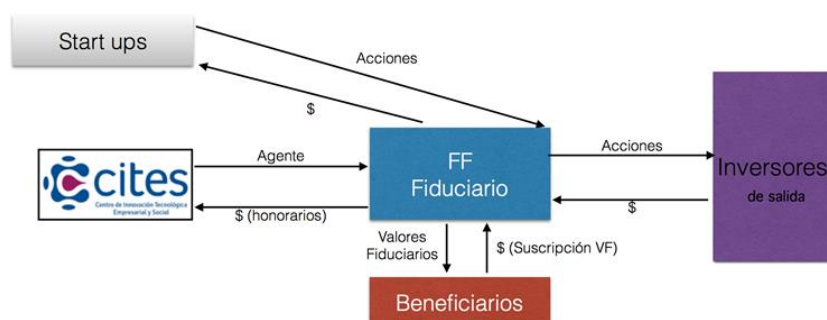 Start ups
Acciones
$
cites
Centro de Innovación Tecnológica
Empresarial y Social
Agente
$ (honorarios)
FF
Fiduciario
Acciones
$
Inversores
de salida
Valores
Fiduciarios
$ (Suscripción VF)
Beneficiarios